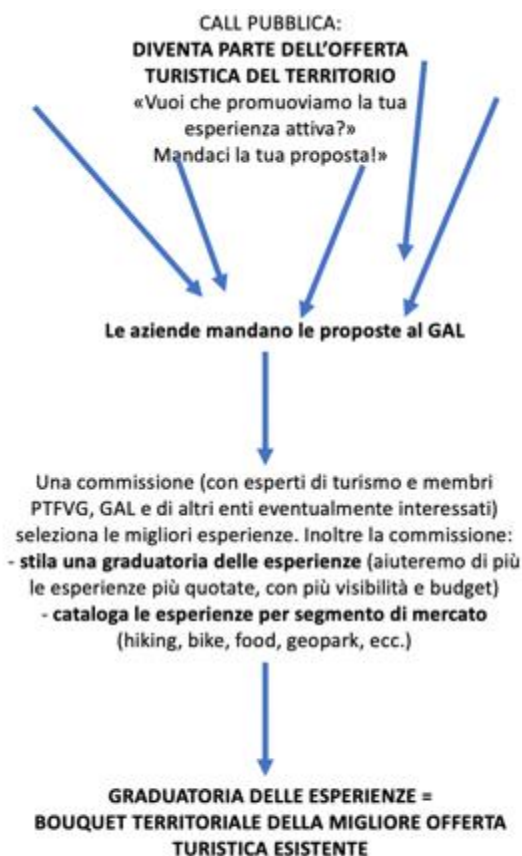 CALL PUBBLICA:
DIVENTA PARTE DELL'OFFERTA
TURISTICA DEL TERRITORIO
«Vuoi che promuoviamo la tua
esperienza attiva?»
Mandaci la tua proposta!»
Le aziende mandano le proposte al GAL
Una commissione (con esperti di turismo e membri
PTFVG, GAL e di altri enti eventualmente interessati)
seleziona le migliori esperienze. Inoltre la commissione:
- stila una graduatoria delle esperienze (aiuteremo di più
le esperienze più quotate, con più visibilità e budget)
- cataloga le esperienze per segmento di mercato
(hiking, bike, food, geopark, ecc.)
GRADUATORIA DELLE ESPERIENZE =
BOUQUET TERRITORIALE DELLA MIGLIORE OFFERTA
TURISTICA ESISTENTE